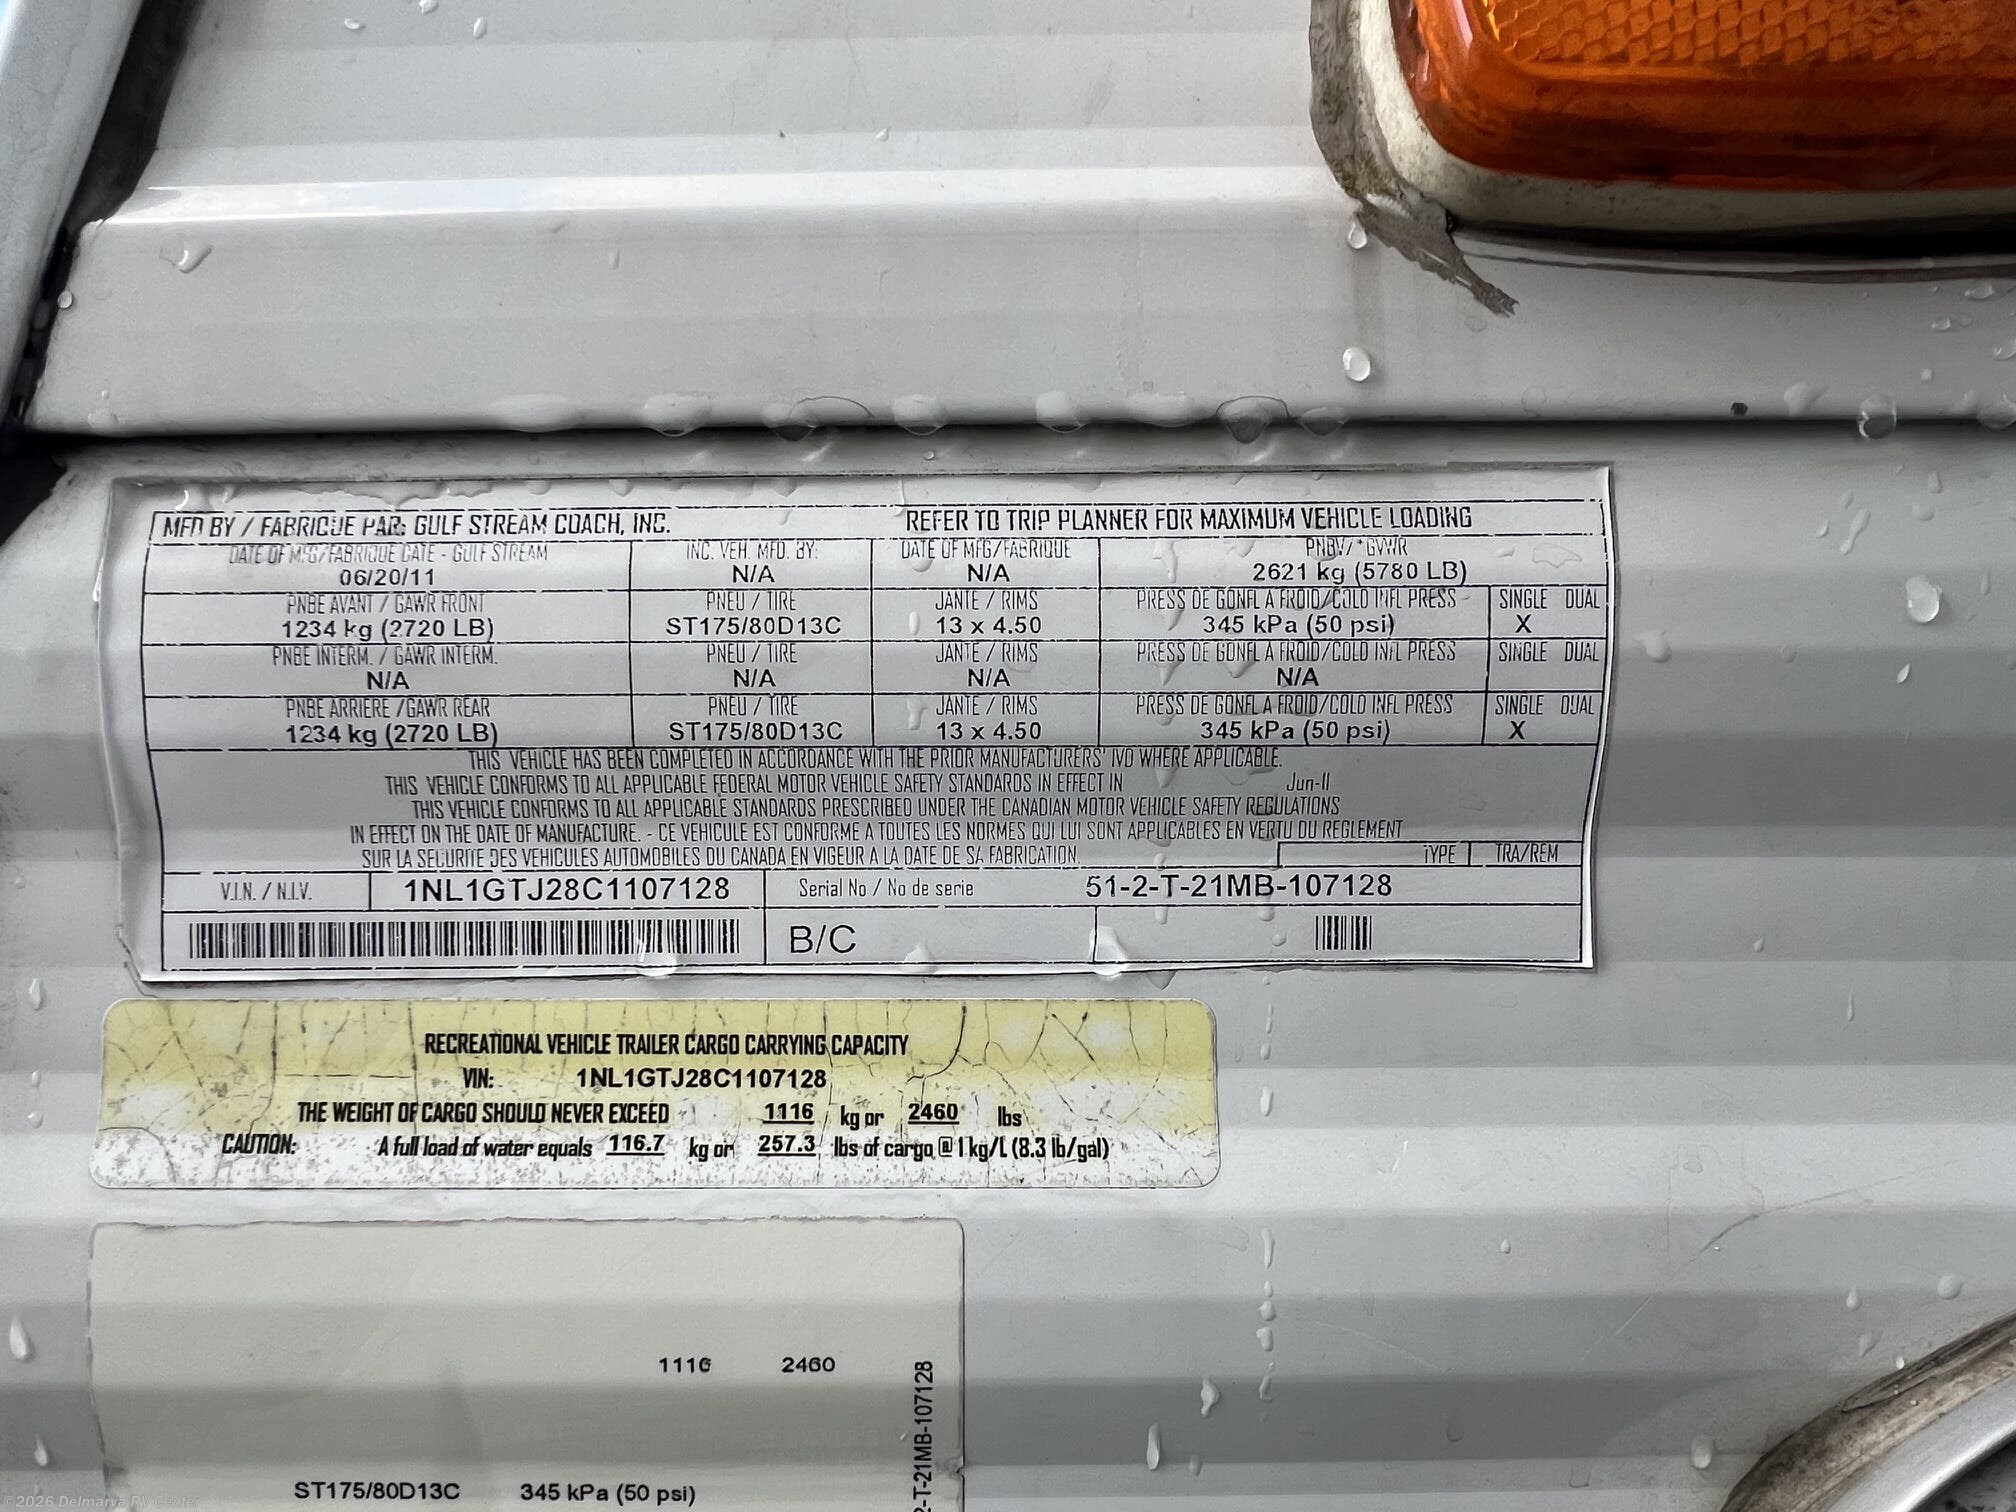 MFD BY / FABRIQUE PAR: GULF STREAM COACH, INC. REFER TO TRIP PLANNER FOR MAXIMUM VEHICLE LOADING
DATE OF MFG/FABRIQUE DATE - GULF STREAM INC. VEH. MFD. BY: DATE OF MFG/FABRIQUE PNBV/*GVWR
06/20/11 N/A N/A 2621 kg (5780 LB)
PNBE AVANT / GAWR FRONT PNEU / TIRE JANTE / RIMS PRESS DE GONFL A FROID/COLD INFL PRESS SINGLE DUAL
1234 kg (2720 LB) ST175/80D13C 13 x 4.50 345 kPa (50 psi) X
PNBE INTERM. / GAWR INTERM. PNEU / TIRE JANTE / RIMS PRESS DE GONFL A FROID/COLD INFL PRESS SINGLE DUAL
N/A N/A N/A N/A
PNBE ARRIERE /GAWR REAR PNEU / TIRE JANTE / RIMS PRESS DE GONFL A FROID/COLD INFL PRESS SINGLE DUAL
1234 kg (2720 LB) ST175/80D13C 13 x 4.50 345 kPa (50 psi) X
THIS VEHICLE HAS BEEN COMPLETED IN ACCORDANCE WITH THE PRIOR MANUFACTURERS' IVD WHERE APPLICABLE.
THIS VEHICLE CONFORMS TO ALL APPLICABLE FEDERAL MOTOR VEHICLE SAFETY STANDARDS IN EFFECT IN Jun-11
THIS VEHICLE CONFORMS TO ALL APPLICABLE STANDARDS PRESCRIBED UNDER THE CANADIAN MOTOR VEHICLE SAFETY REGULATIONS
IN EFFECT ON THE DATE OF MANUFACTURE. - CE VEHICULE EST CONFORME A TOUTES LES NORMES QUI LUI SONT APPLICABLES EN VERTU DU REGLEMENT
SUR LA SECURITE DES VEHICULES AUTOMOBILES DU CANADA EN VIGEUR A LA DATE DE SA FABRICATION. TYPE TRA/REM
V.I.N. / N.I.V. 1NL1GTJ28C1107128 Serial No / No de serie 51-2-T-21MB-107128
B/C
RECREATIONAL VEHICLE TRAILER CARGO CARRYING CAPACITY
VIN: 1NL1GTJ28C1107128
THE WEIGHT OF CARGO SHOULD NEVER EXCEED 1116 kg or 2460 lbs
CAUTION: A full load of water equals 116.7 kg or 257.3 lbs of cargo @ 1 kg/L (8.3 lb/gal)
1116 2460
2-T-21MB-107128
ST175/80D13C 345 kPa (50 psi)
©2026 Delmarva RV Center